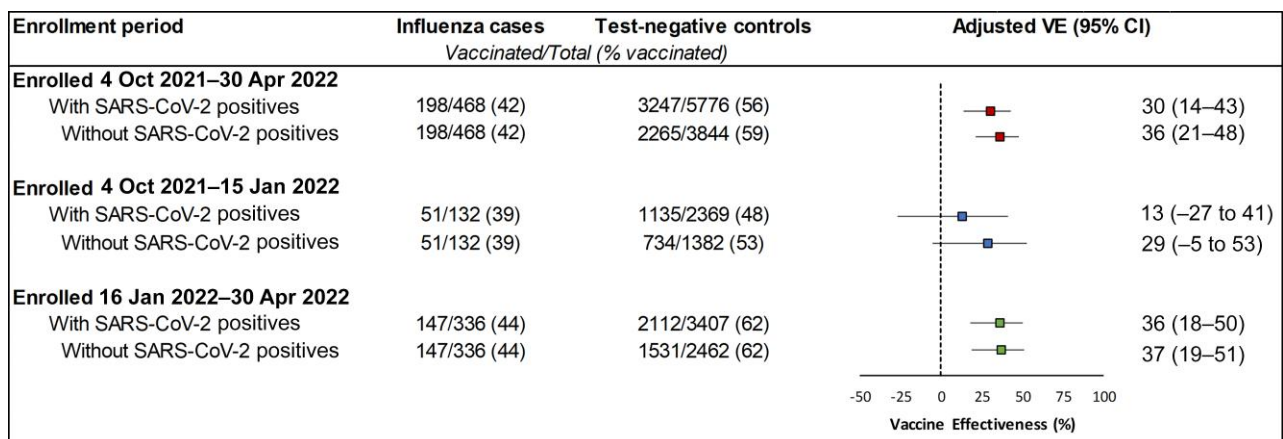 Enrollment period Influenza cases Test-negative controls Adjusted VE (95% CI)
Vaccinated/Total (% vaccinated)
Enrolled 4 Oct 2021–30 Apr 2022
With SARS-CoV-2 positives 198/468 (42) 3247/5776 (56) 30 (14–43)
Without SARS-CoV-2 positives 198/468 (42) 2265/3844 (59) 36 (21–48)
Enrolled 4 Oct 2021–15 Jan 2022
With SARS-CoV-2 positives 51/132 (39) 1135/2369 (48) 13 (–27 to 41)
Without SARS-CoV-2 positives 51/132 (39) 734/1382 (53) 29 (–5 to 53)
Enrolled 16 Jan 2022–30 Apr 2022
With SARS-CoV-2 positives 147/336 (44) 2112/3407 (62) 36 (18–50)
Without SARS-CoV-2 positives 147/336 (44) 1531/2462 (62) 37 (19–51)
-50 -25 0 25 50 75 100
Vaccine Effectiveness (%)